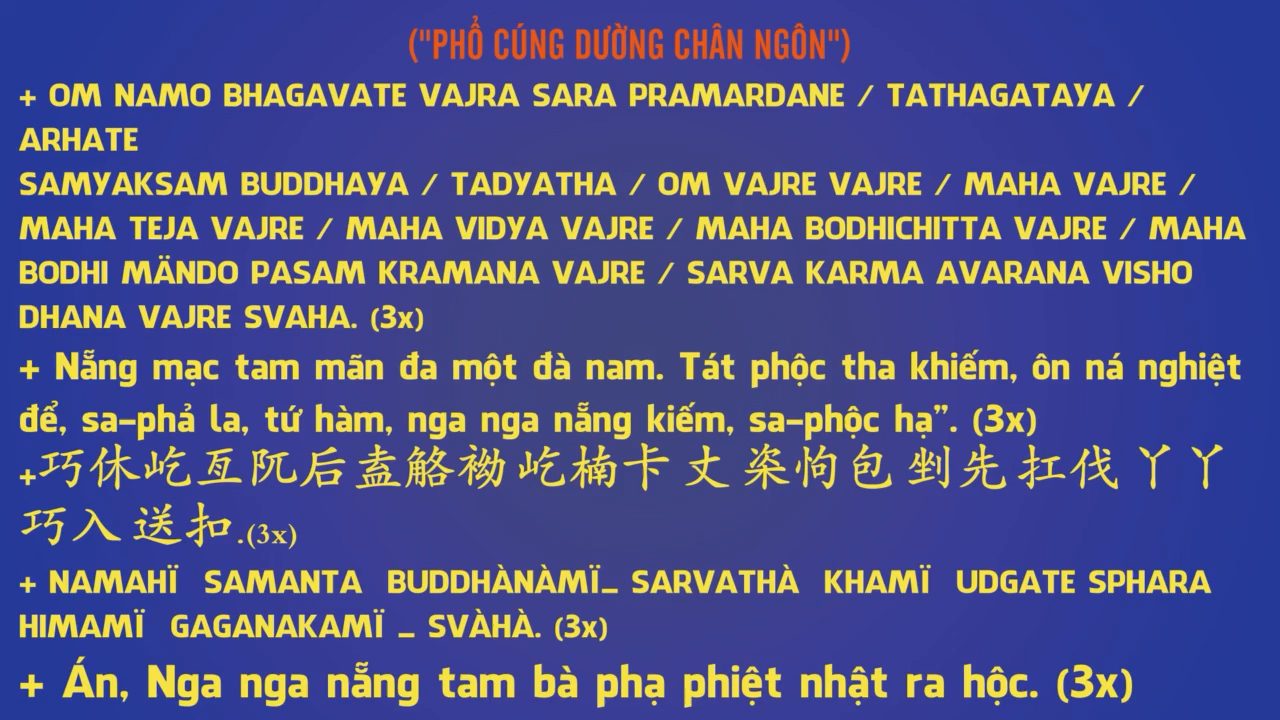 ("PHỔ CÚNG DƯỜNG CHÂN NGÔN")
+ OM NAMO BHAGAVATE VAJRA SARA PRAMARDANE / TATHAGATAYA /
ARHATE
SAMYAKSAM BUDDHAYA / TADYATHA / OM VAJRE VAJRE / MAHA VAJRE /
MAHA TEJA VAJRE / MAHA VIDYA VAJRE / MAHA BODHICHITTA VAJRE / MAHA
BODHI MÄNDO PASAM KRAMANA VAJRE / SARVA KARMA AVARANA VISHO
DHANA VAJRE SVAHA. (3x)
+ Nẵng mạc tam mãn đa một đà nam. Tát phộc tha khiếm, ôn ná nghiệt
để, sa-phả la, tứ hàm, nga nga nẵng kiếm, sa-phộc hạ”. (3x)
+巧休屹亙阢后盍觡袎屹楠卡丈粢怐包剉先扛伐丫丫
巧入送扣.(3x)
+ NAMAHÏ SAMANTA BUDDHÀNÀMÏ_ SARVATHÀ KHAMÏ UDGATE SPHARA
HIMAMÏ GAGANAKAMÏ _ SVÀHÀ. (3x)
+ Án, Nga nga nẵng tam bà phạ phiệt nhật ra hộc. (3x)